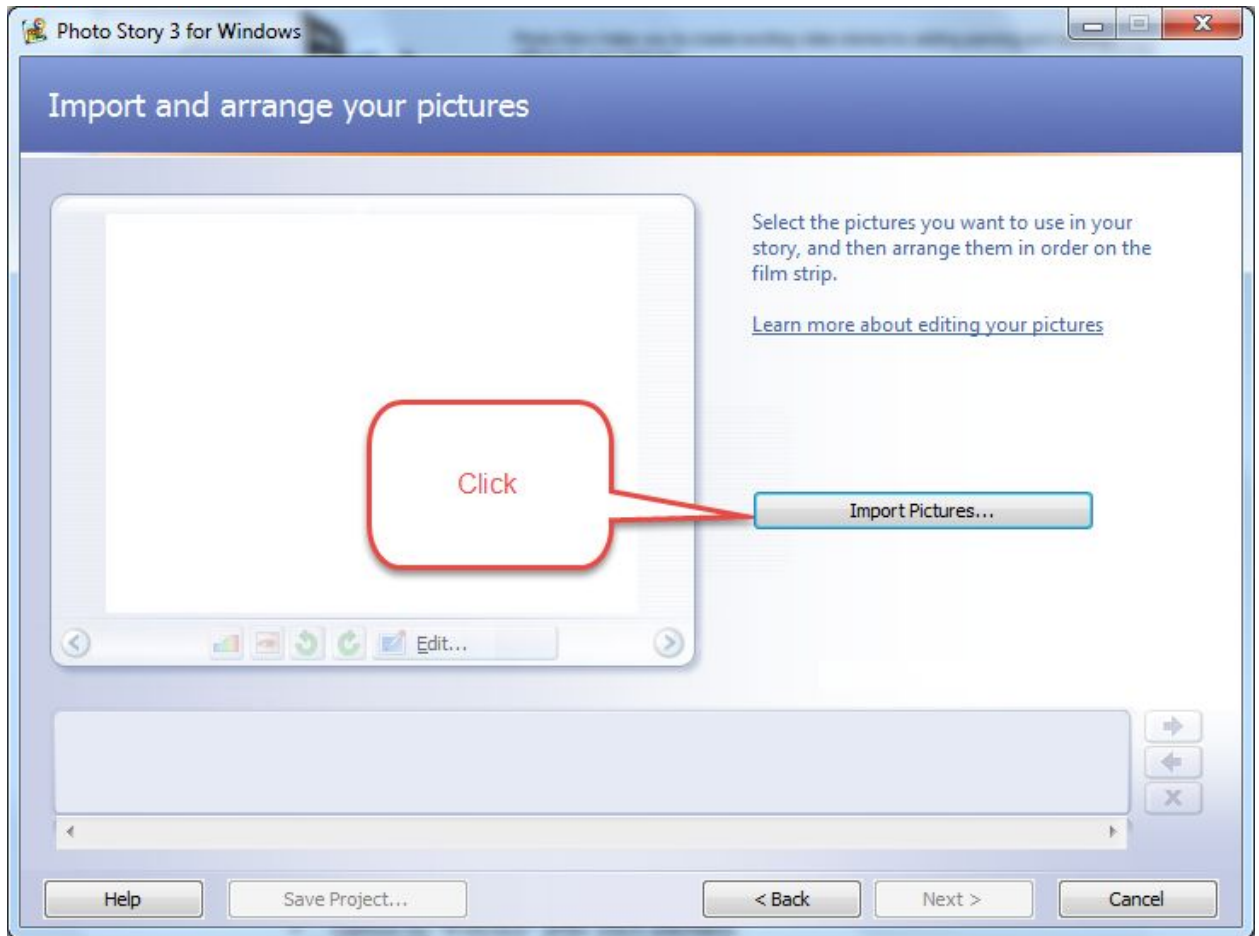 Photo Story 3 for Windows
Import and arrange your pictures
Select the pictures you want to use in your
story, and then arrange them in order on the
film strip.
Learn more about editing your pictures
Click
Import Pictures...
Edit...
Help
Save Project...
< Back
Next >
Cancel